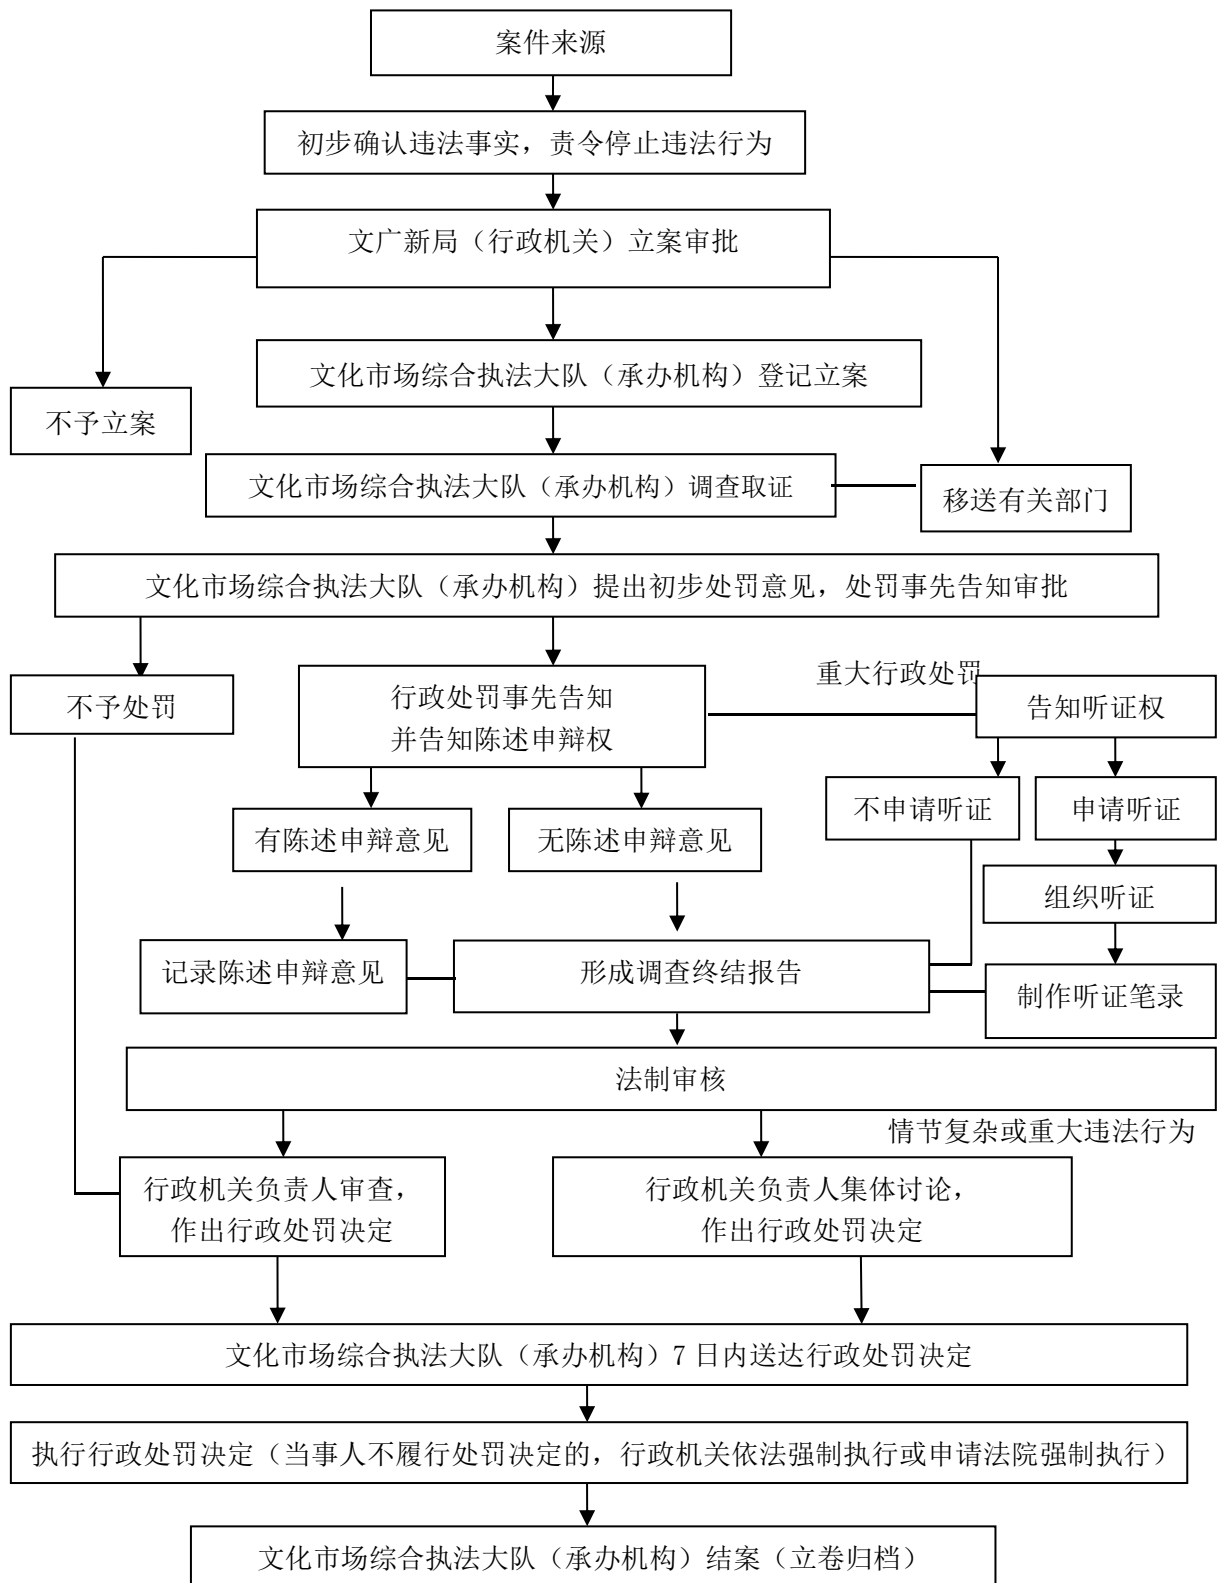 案件来源
初步确认违法事实，责令停止违法行为
文广新局（行政机关）立案审批
文化市场综合执法大队（承办机构）登记立案
不予立案
文化市场综合执法大队（承办机构）调查取证
移送有关部门
文化市场综合执法大队（承办机构）提出初步处罚意见，处罚事先告知审批
不予处罚
行政处罚事先告知
并告知陈述申辩权
重大行政处罚
告知听证权
不申请听证
申请听证
有陈述申辩意见
无陈述申辩意见
组织听证
记录陈述申辩意见
形成调查终结报告
制作听证笔录
法制审核
情节复杂或重大违法行为
行政机关负责人审查，
作出行政处罚决定
行政机关负责人集体讨论，
作出行政处罚决定
文化市场综合执法大队（承办机构）7 日内送达行政处罚决定
执行行政处罚决定（当事人不履行处罚决定的，行政机关依法强制执行或申请法院强制执行）
文化市场综合执法大队（承办机构）结案（立卷归档）